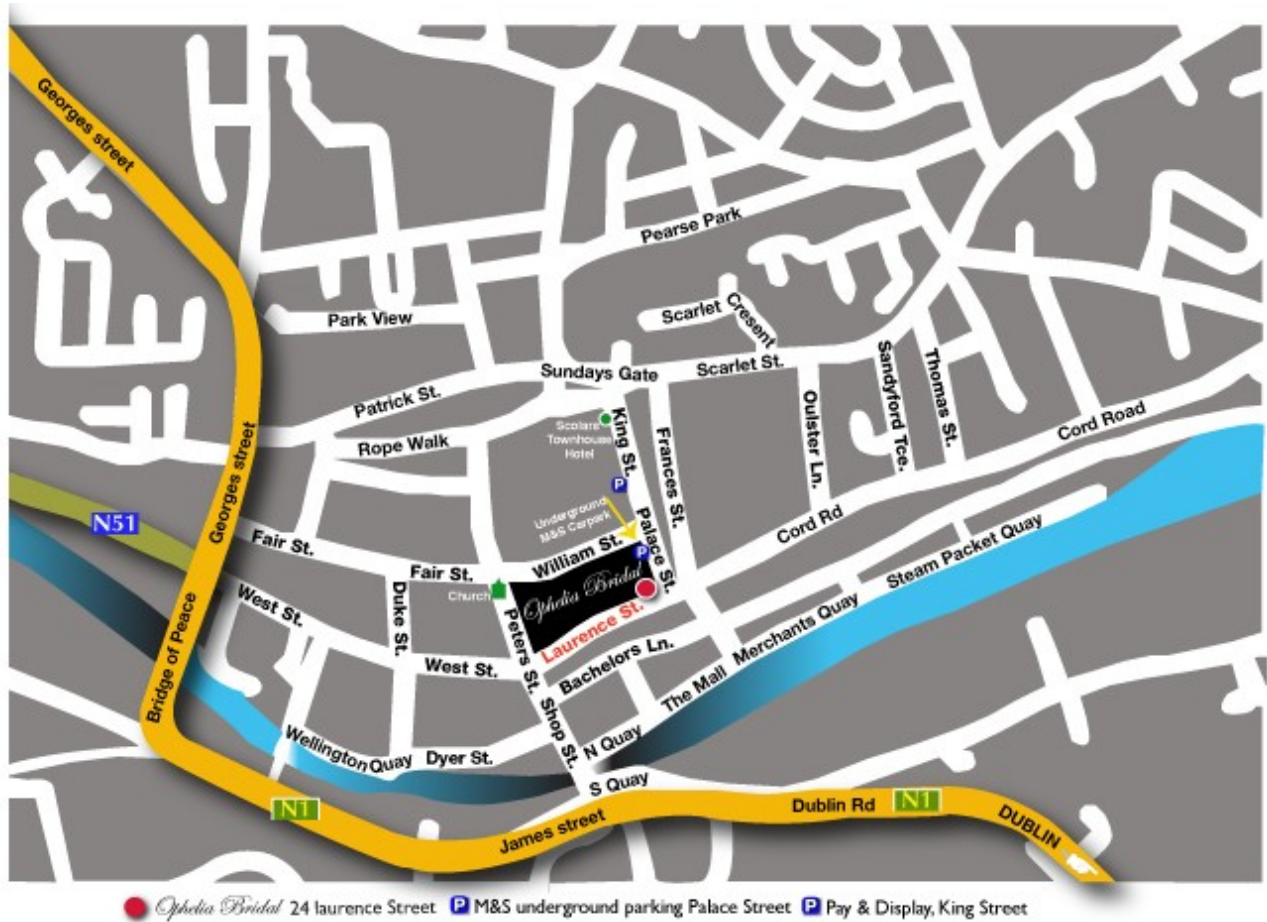 Georges street
Pearse Park
Scarlet Cresent
Park View
Sundays Gate
Scarlet St.
Patrick St.
Rope Walk
Scolars
Townhouse
Hotel
King St.
Frances St.
Oulster Ln.
Sandyford Tce.
Thomas St.
Cord Road
N51
Georges street
Fair St.
Fair St.
Underground
M&S Carpark
P
William St.
P
Palace St.
Cord Rd
Steam Packet Quay
Church
Ophelia Bridal
Laurence St.
West St.
Duke St.
West St.
Peters St.
Bachelors Ln.
Merchants Quay
The Mall
Bridge of Peace
Shop St.
N Quay
Wellington Quay
Dyer St.
S Quay
N1
James street
Dublin Rd
N1
DUBLIN
Ophelia Bridal 24 laurence Street P M&S underground parking Palace Street P Pay & Display, King Street